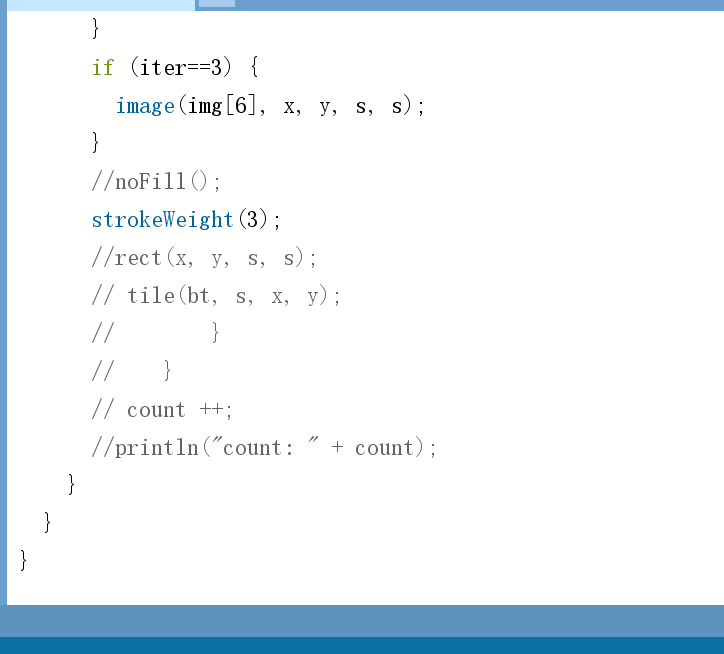 }
      if (iter==3) {
        image(img[6], x, y, s, s);
      }
      //noFill();
      strokeWeight(3);
      //rect(x, y, s, s);
      // tile(bt, s, x, y);
      //        }
      //    }
      // count ++;
      //println("count: " + count);
    }
  }
}